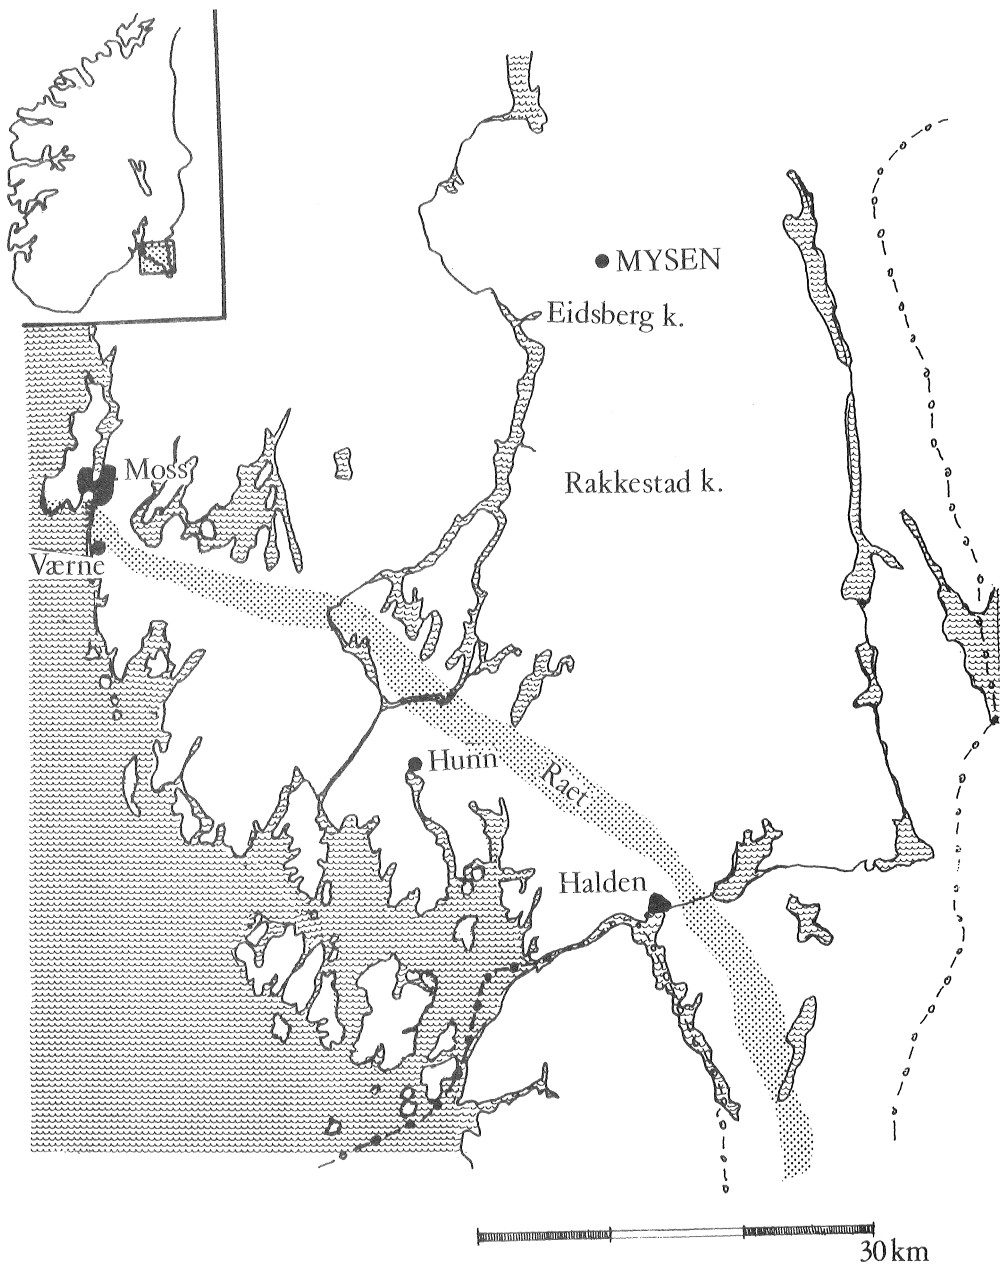 MYSEN
Eidsberg k.
Moss
Rakkestad k.
Værne
Hunn
Raet
Halden
30 km